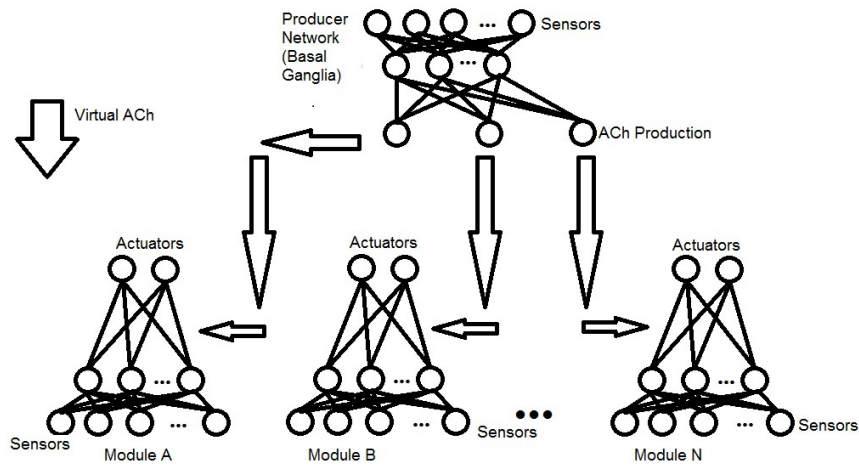 Producer
Network
(Basal
Ganglia)
...
Sensors
...
Virtual ACh
ACh Production
Actuators
Actuators
Actuators
...
...
...
...
...
...
...
Sensors
Sensors
Sensors
Module A
Module B
Module N